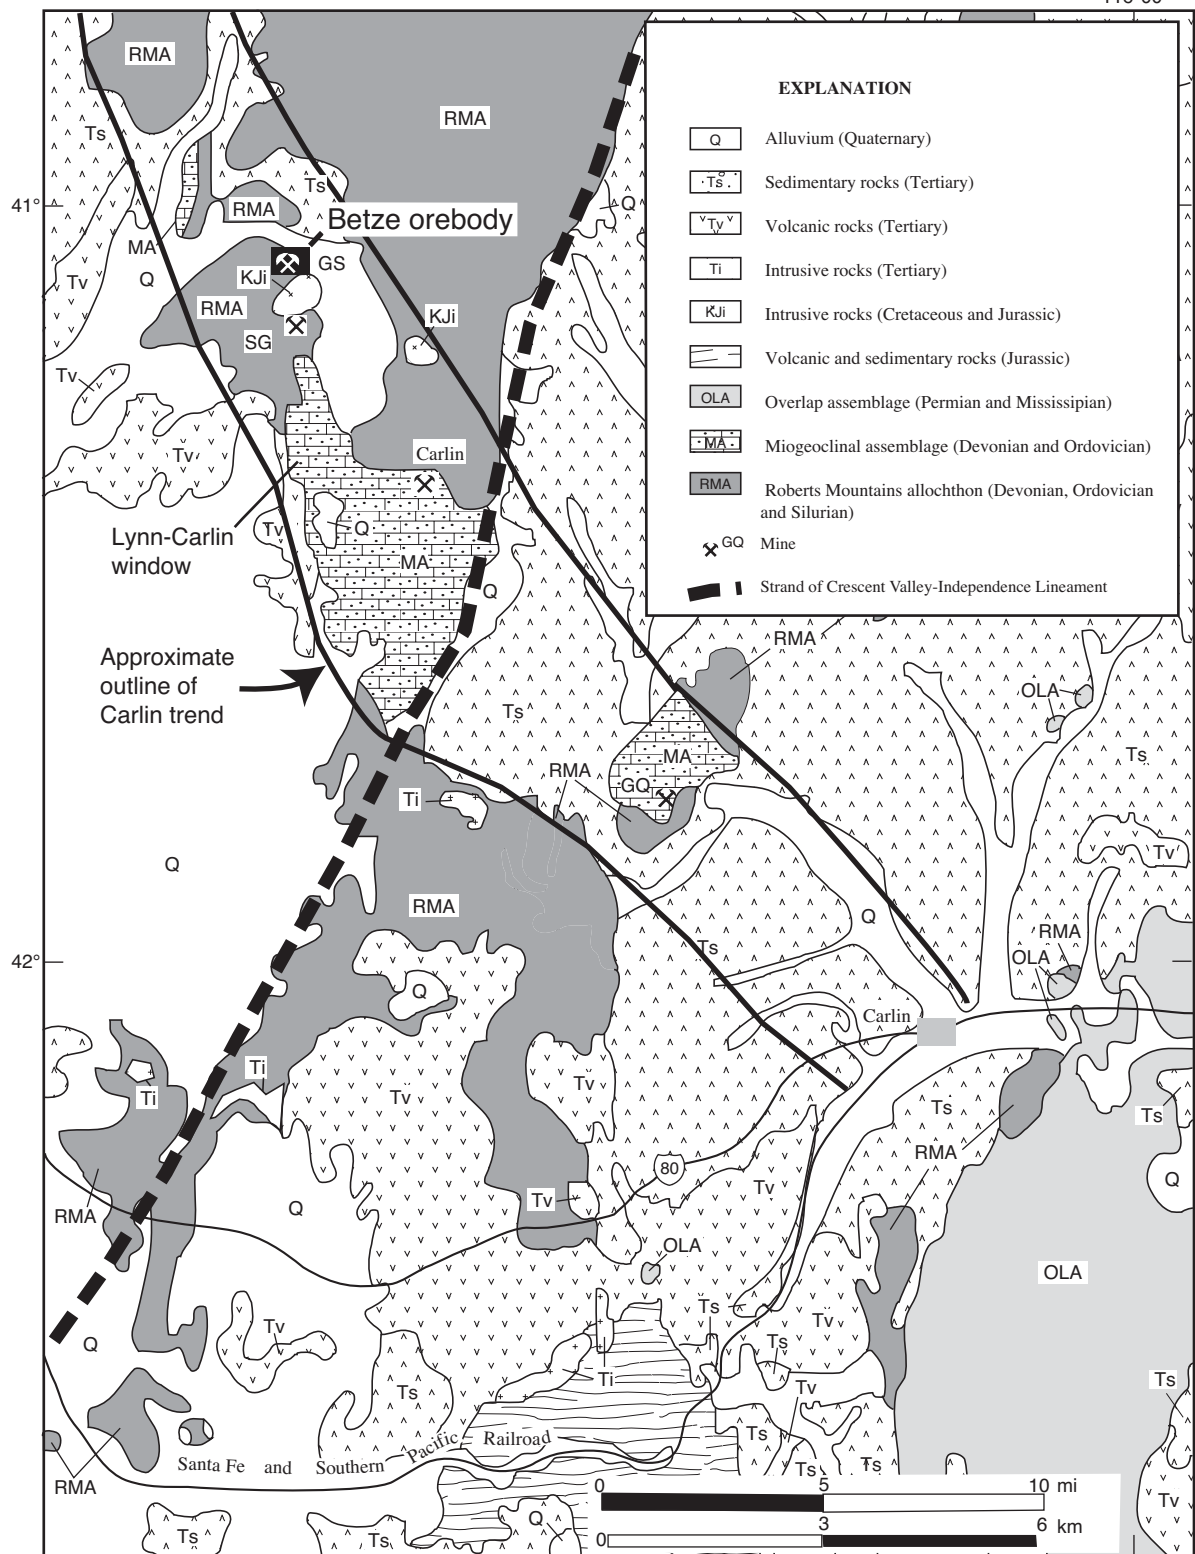 RMA
RMA
Ts
Ts
RMA
Q
41°
Betze orebody
MA
GS
Q
KJi
Tv
RMA
KJi
SG
Tv
Tv
Carlin
Lynn-Carlin
window
Tv
Q
MA
Q
Approximate
outline of
Carlin trend
EXPLANATION
Q Alluvium (Quaternary)
Ts Sedimentary rocks (Tertiary)
Tv Volcanic rocks (Tertiary)
Ti Intrusive rocks (Tertiary)
KJi Intrusive rocks (Cretaceous and Jurassic)
Volcanic and sedimentary rocks (Jurassic)
OLA Overlap assemblage (Permian and Missisipian)
MA Miogeoclinal assemblage (Devonian and Ordovician)
RMA Roberts Mountains allochthon (Devonian, Ordovician
and Silurian)
GQ Mine
Strand of Crescent Valley-Independence Lineament
RMA
OLA
Ts
Ts
MA
RMA
GQ
Ti
Tv
Q
RMA
Q
RMA
Ts
OLA
42°
Q
Carlin
Ti
Ti
Tv
Tv
Ts
Ts
RMA
80
Q
Tv
Tv
RMA
Q
OLA
OLA
Ts
Tv
Q
Tv
Ts
Ti
Ts
Tv
Ts
Ts
RMA
Santa Fe and Southern Pacific Railroad
Ts
Ts
Tv
Q
Ts
Ts
0 5 10 mi
0 3 6 km